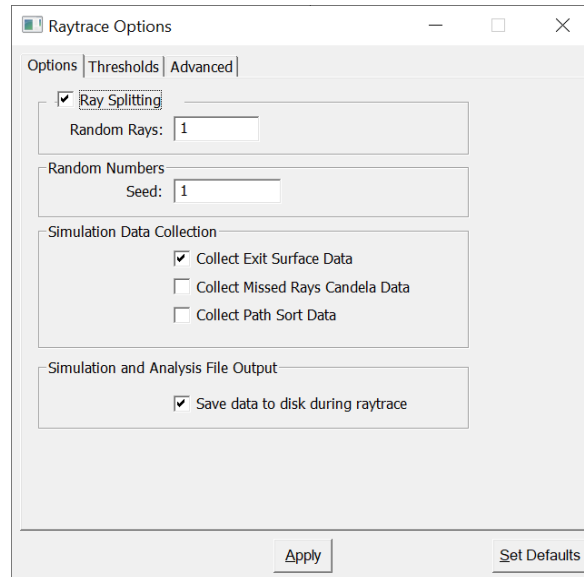 Raytrace Options
Options Thresholds Advanced
Ray Splitting
Random Rays: 1
Random Numbers
Seed: 1
Simulation Data Collection
Collect Exit Surface Data
Collect Missed Rays Candela Data
Collect Path Sort Data
Simulation and Analysis File Output
Save data to disk during raytrace
Apply Set Defaults